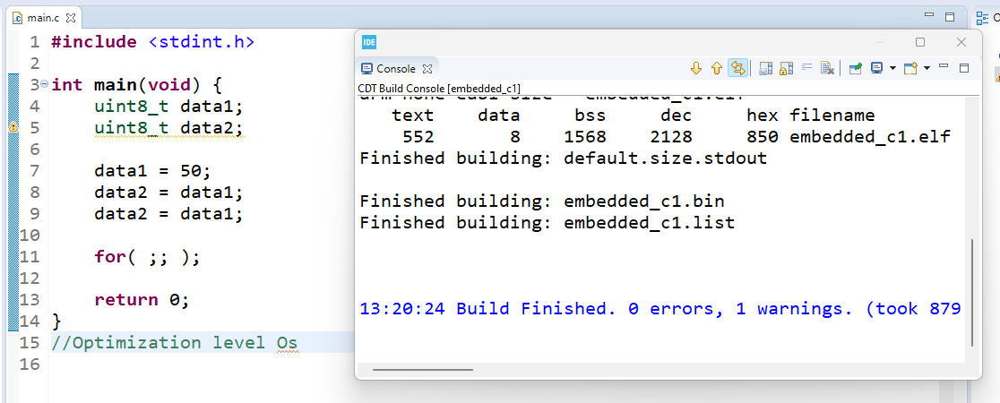 main.c
1 #include <stdint.h>
2
3 int main(void) {
4 uint8_t data1;
5 uint8_t data2;
6
7 data1 = 50;
8 data2 = data1;
9 data2 = data1;
10
11 for( ;; );
12
13 return 0;
14 }
15 //Optimization level Os
16
IDE
Console
CDT Build Console [embedded_c1]
text data bss dec hex filename
552 8 1568 2128 850 embedded_c1.elf
Finished building: default.size.stdout
Finished building: embedded_c1.bin
Finished building: embedded_c1.list
13:20:24 Build Finished. 0 errors, 1 warnings. (took 879